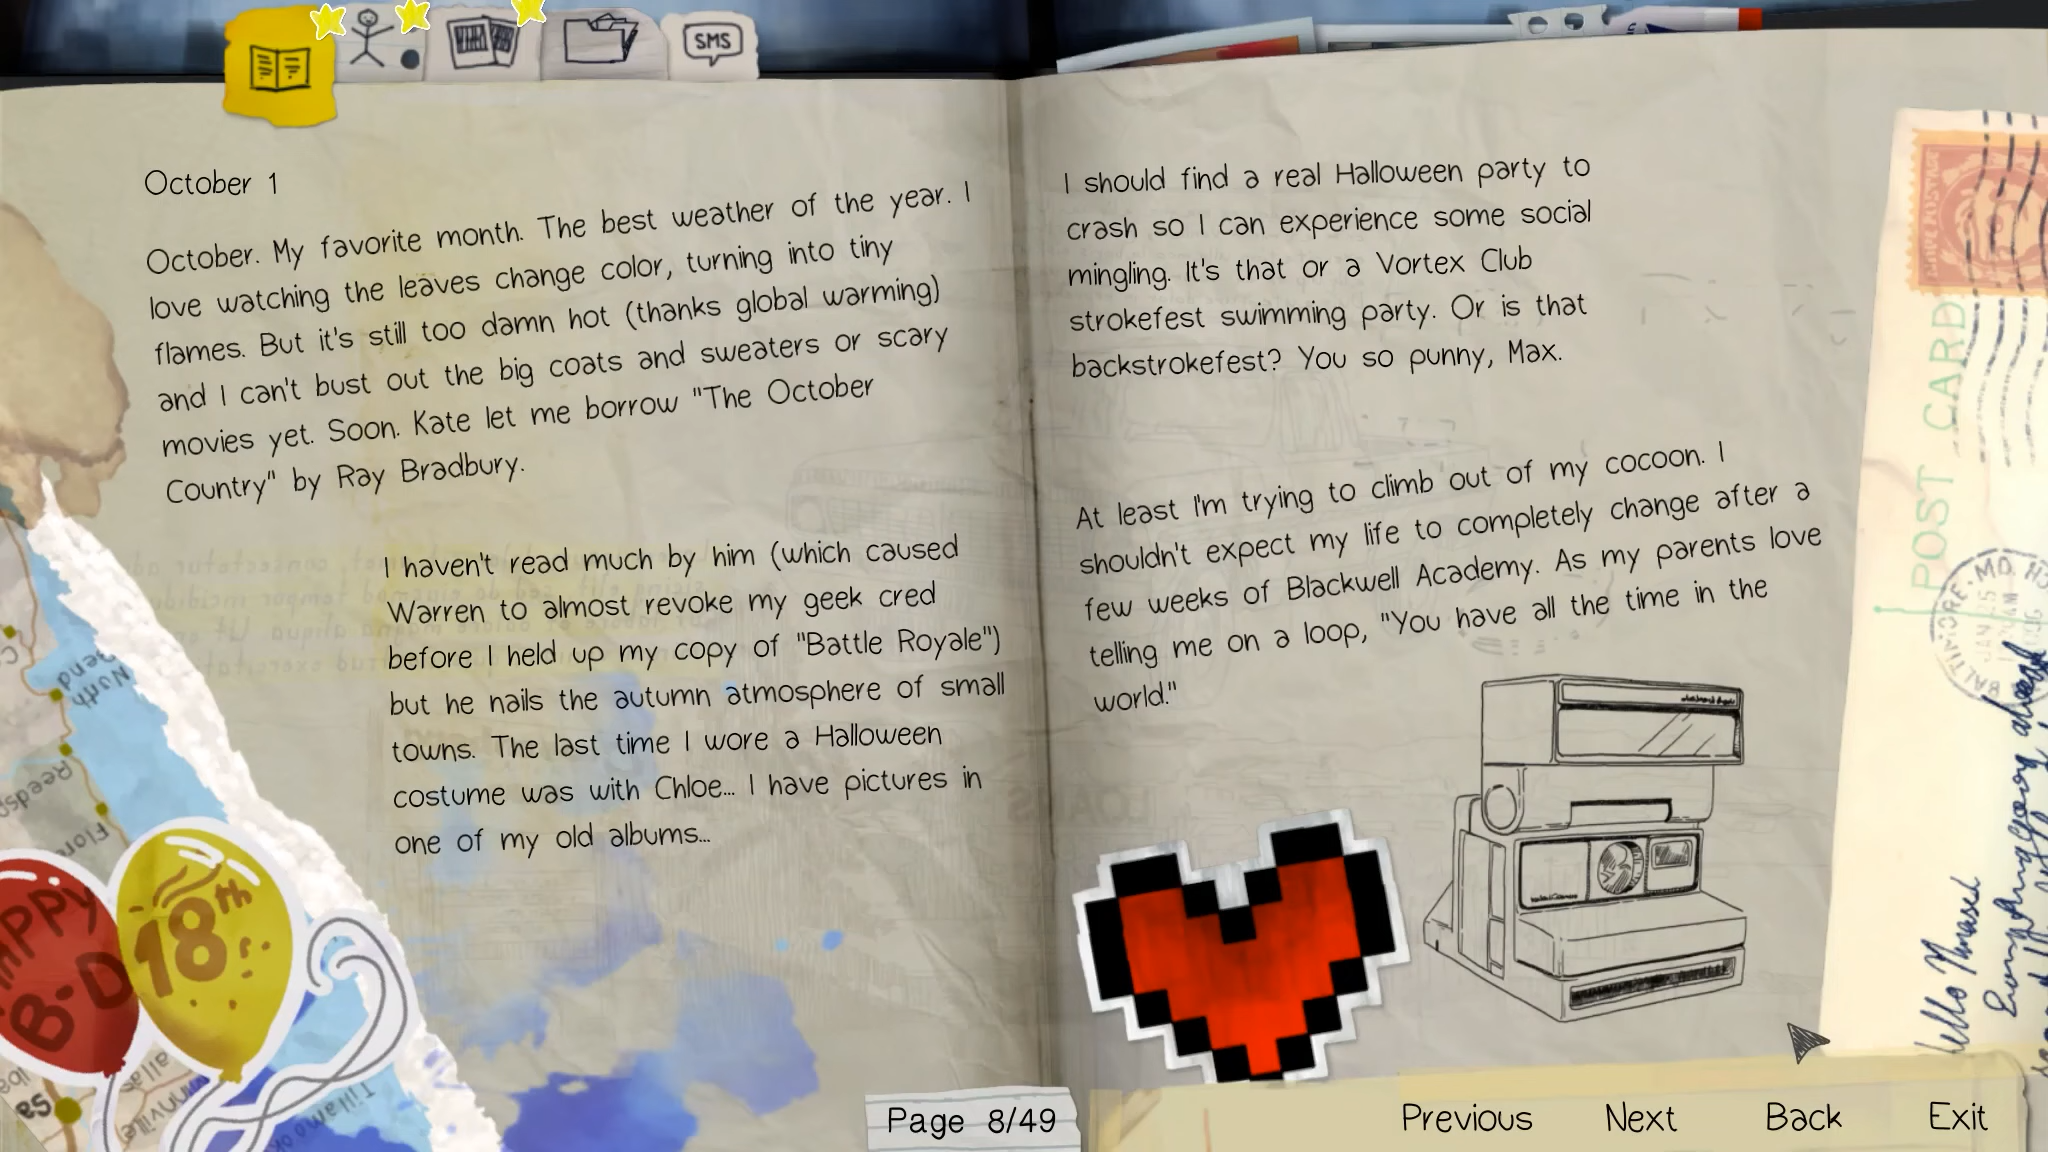 SMS
October 1
October. My favorite month. The best weather of the year. I
love watching the leaves change color, turning into tiny
flames. But it's still too damn hot (thanks global warming)
and I can't bust out the big coats and sweaters or scary
movies yet. Soon. Kate let me borrow "The October
Country" by Ray Bradbury.
I haven't read much by him (which caused
Warren to almost revoke my geek cred
before I held up my copy of "Battle Royale")
but he nails the autumn atmosphere of small
towns. The last time I wore a Halloween
costume was with Chloe... I have pictures in
one of my old albums...
I should find a real Halloween party to
crash so I can experience some social
mingling. It's that or a Vortex Club
strokefest swimming party. Or is that
backstrokefest? You so punny, Max.
At least I'm trying to climb out of my cocoon. I
shouldn't expect my life to completely change after a
few weeks of Blackwell Academy. As my parents love
telling me on a loop, "You have all the time in the
world."
North
Bend
B-D
18th
POST CARD
Hello
Page 8/49
Previous Next Back Exit